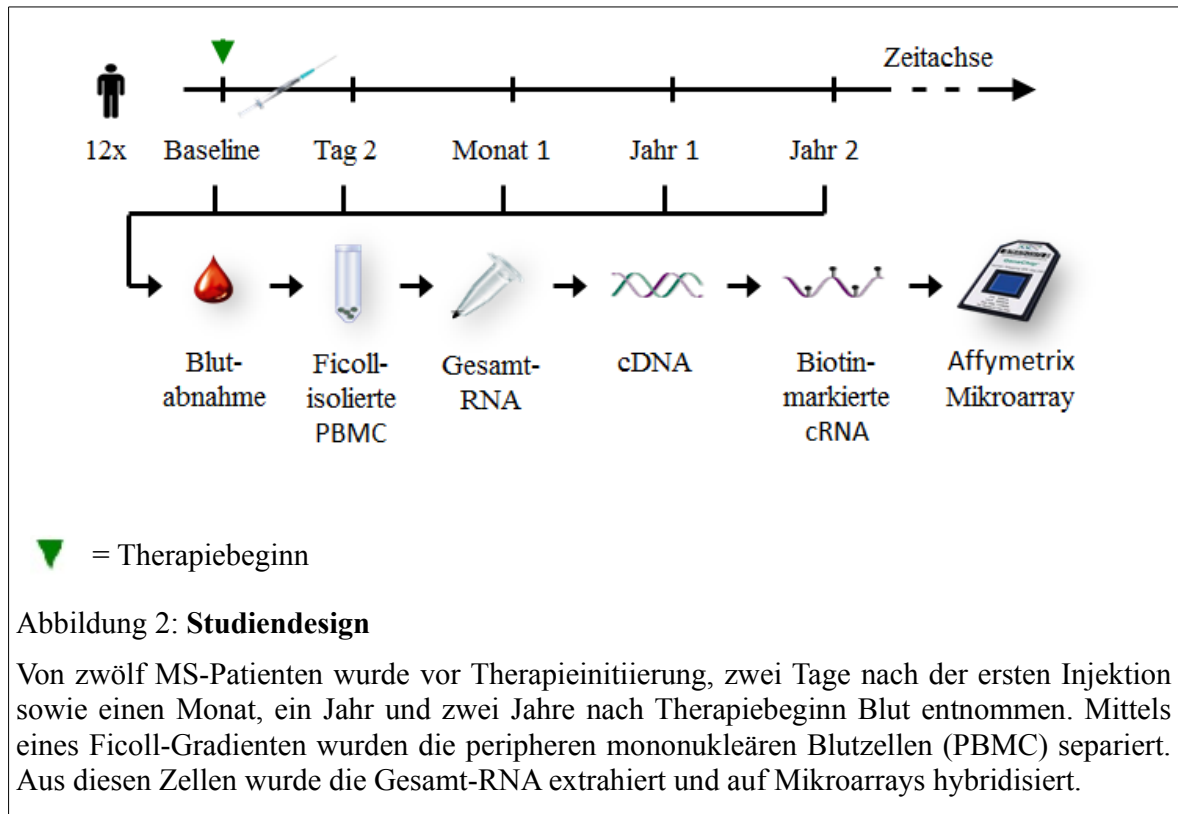 Zeitachse
12x Baseline Tag 2 Monat 1 Jahr 1 Jahr 2
Blut-
abnahme
Ficoll-
isolierte
PBMC
Gesamt-
RNA
cDNA
Biotin-
markierte
cRNA
Affymetrix
Mikroarray
= Therapiebeginn
Abbildung 2: Studiendesign
Von zwölf MS-Patienten wurde vor Therapieinitiierung, zwei Tage nach der ersten Injektion
sowie einen Monat, ein Jahr und zwei Jahre nach Therapiebeginn Blut entnommen. Mittels
eines Ficoll-Gradienten wurden die peripheren mononukleären Blutzellen (PBMC) separiert.
Aus diesen Zellen wurde die Gesamt-RNA extrahiert und auf Mikroarrays hybridisiert.